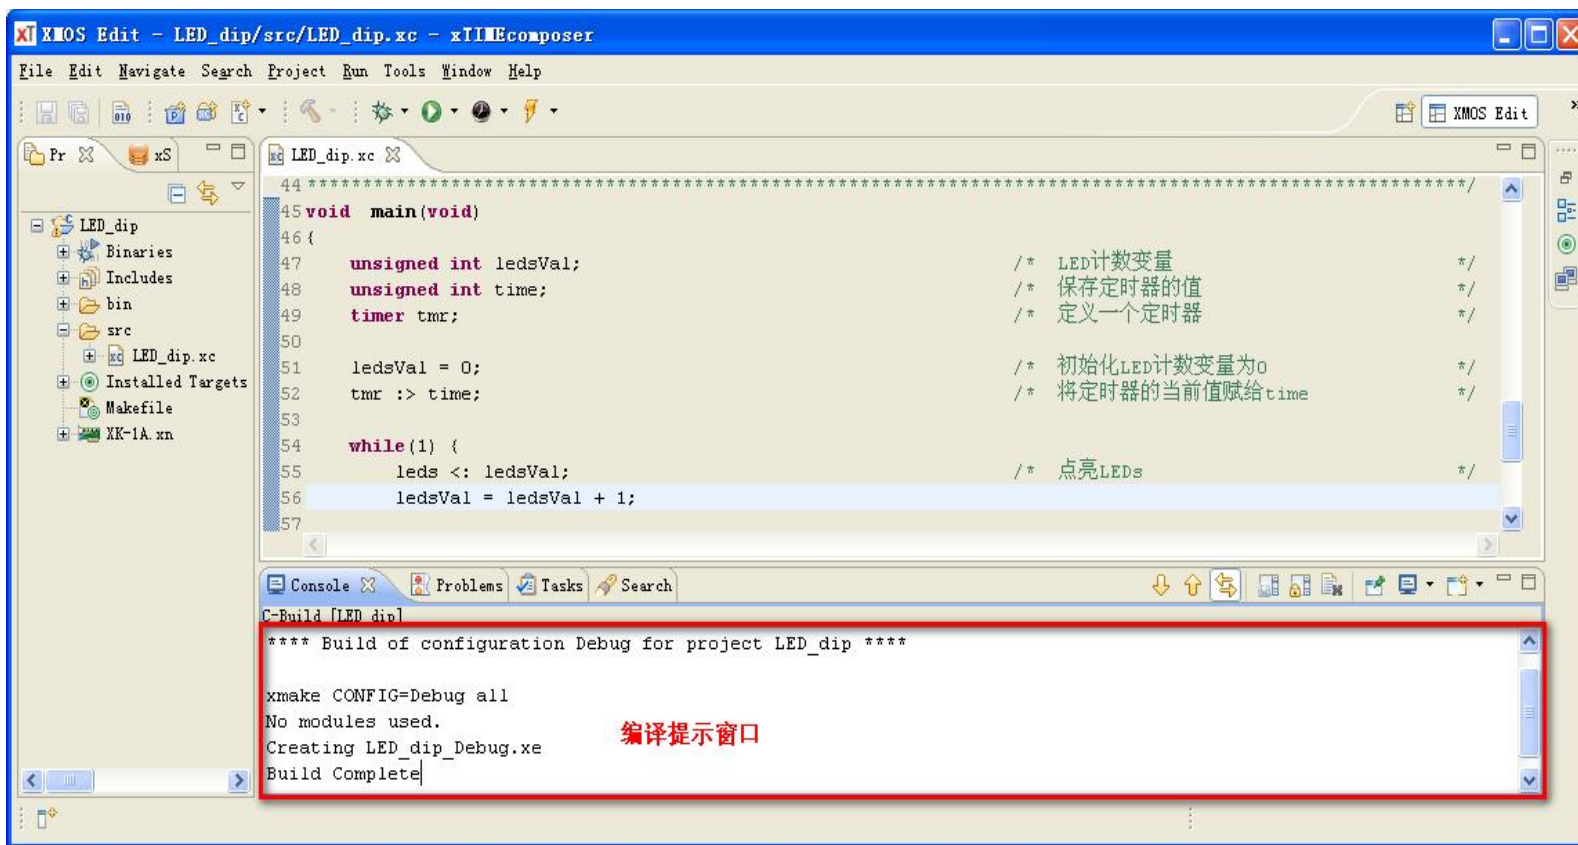 XMOS Edit - LED_dip/src/LED_dip.xc - xTIMEcomposer
File Edit Navigate Search Project Run Tools Window Help
XMOS Edit
Pr
xS
LED_dip.xc
LED_dip
Binaries
Includes
bin
src
LED_dip.xc
Installed Targets
Makefile
XK-1A.xn
44 *********************************************************************************************************/
45 void main(void)
46 {
47 unsigned int ledsVal; /* LED计数变量 */
48 unsigned int time; /* 保存定时器的值 */
49 timer tmr; /* 定义一个定时器 */
50
51 ledsVal = 0; /* 初始化LED计数变量为0 */
52 tmr :> time; /* 将定时器的当前值赋给time */
53
54 while(1) {
55 leds <: ledsVal; /* 点亮LEDs */
56 ledsVal = ledsVal + 1;
57
Console Problems Tasks Search
C-Build [LED_dip]
**** Build of configuration Debug for project LED_dip ****
xmake CONFIG=Debug all
No modules used.
Creating LED_dip_Debug.xe
Build Complete
编译提示窗口